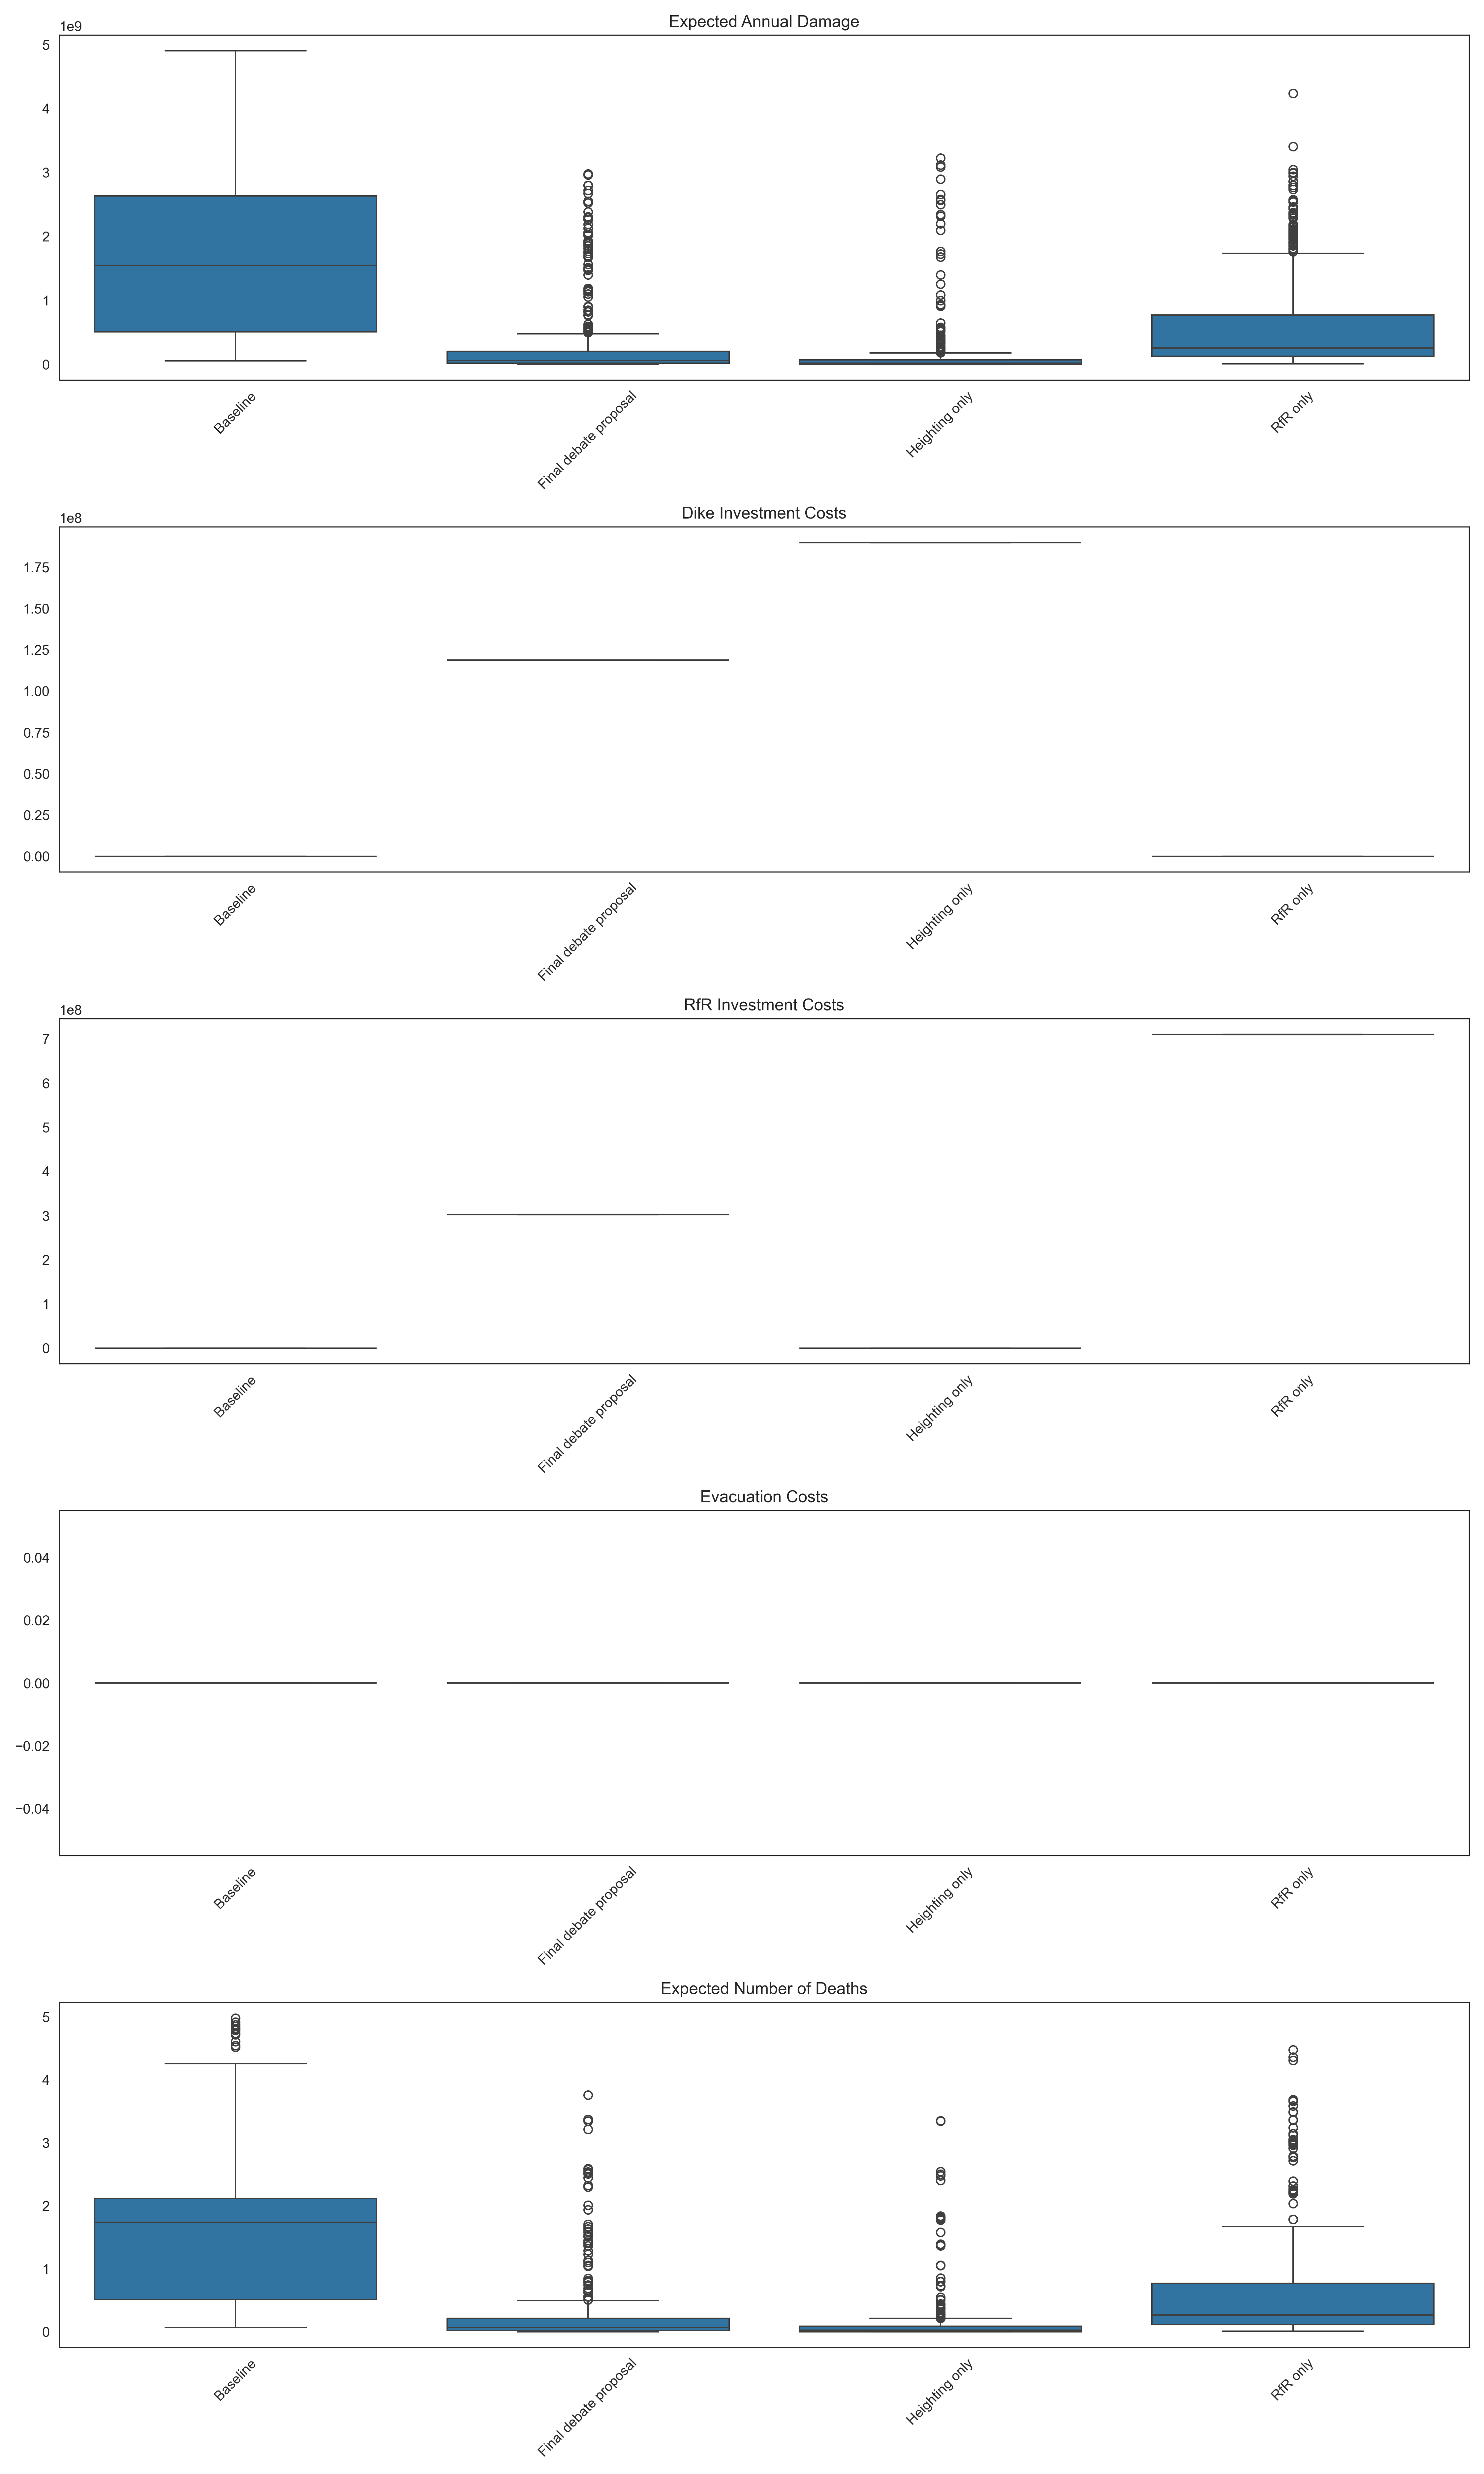 Expected Annual Damage
1e9
5
4
3
2
1
0
Baseline
Final debate proposal
Heighting only
RfR only
Dike Investment Costs
1e8
1.75
1.50
1.25
1.00
0.75
0.50
0.25
0.00
Baseline
Final debate proposal
Heighting only
RfR only
RfR Investment Costs
1e8
7
6
5
4
3
2
1
0
Baseline
Final debate proposal
Heighting only
RfR only
Evacuation Costs
0.04
0.02
0.00
−0.02
−0.04
Baseline
Final debate proposal
Heighting only
RfR only
Expected Number of Deaths
5
4
3
2
1
0
Baseline
Final debate proposal
Heighting only
RfR only